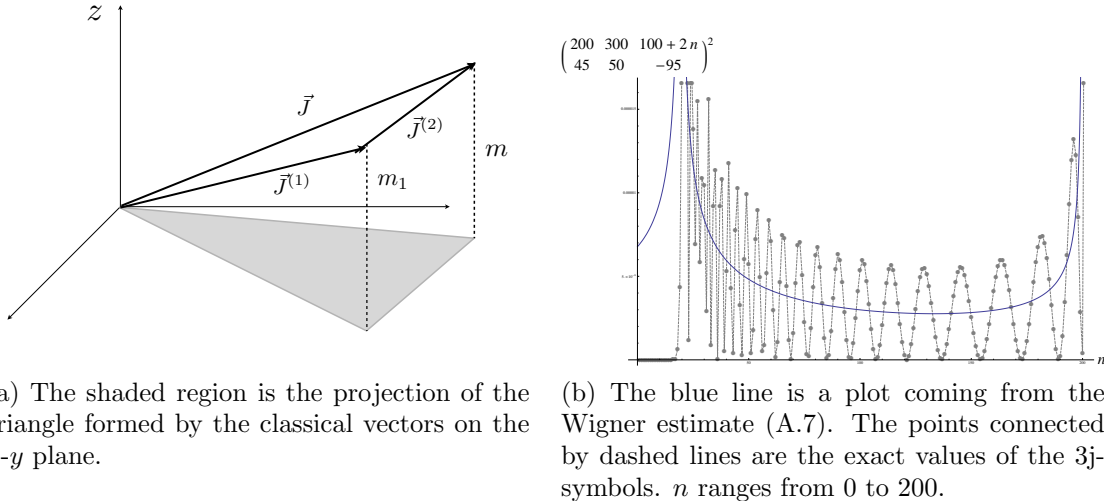 z
J⃗
J⃗⁽²⁾
J⃗⁽¹⁾
m₁
m
(200 300 100 + 2 n)²
(45 50 −95)
n
a) The shaded region is the projection of the
riangle formed by the classical vectors on the
-y plane.
(b) The blue line is a plot coming from the
Wigner estimate (A.7). The points connected
by dashed lines are the exact values of the 3j-
symbols. n ranges from 0 to 200.